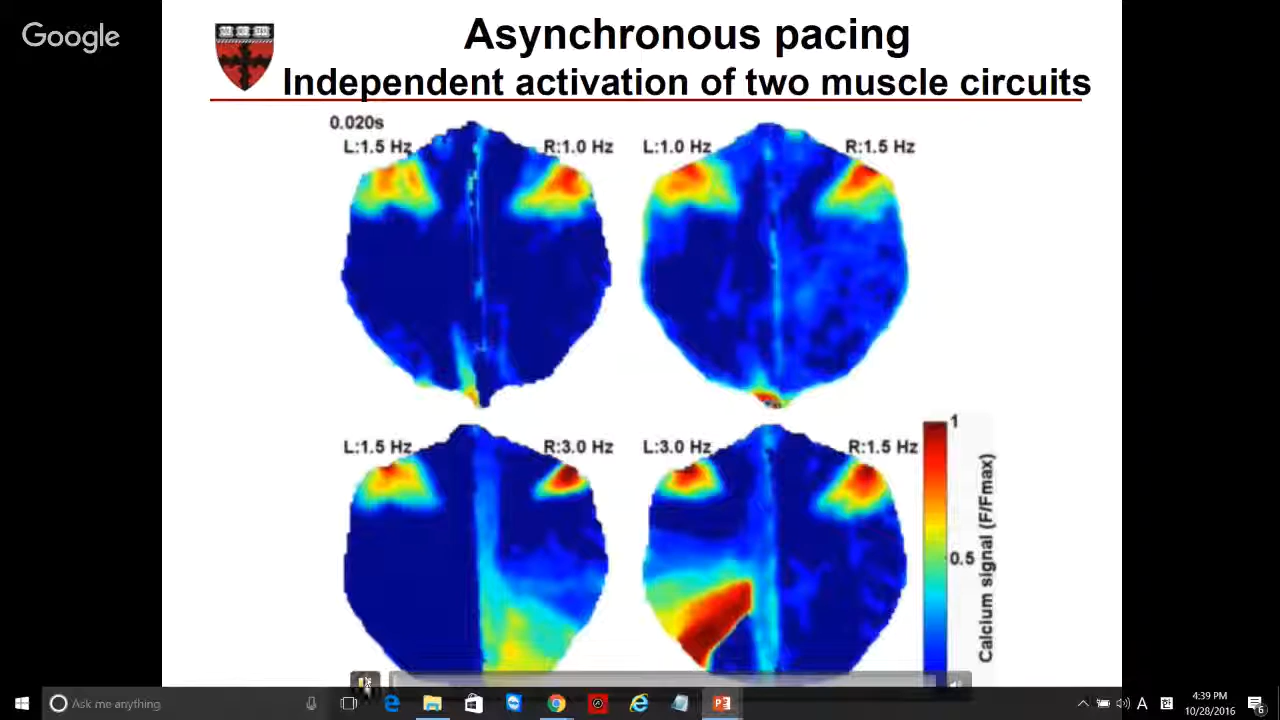 Google
Asynchronous pacing
Independent activation of two muscle circuits
0.020s
L:1.5 Hz
R:1.0 Hz
L:1.0 Hz
R:1.5 Hz
L:1.5 Hz
R:3.0 Hz
L:3.0 Hz
R:1.5 Hz
1
0.5
Calcium signal (F/Fmax)
Ask me anything
A
4:39 PM
10/28/2016
6